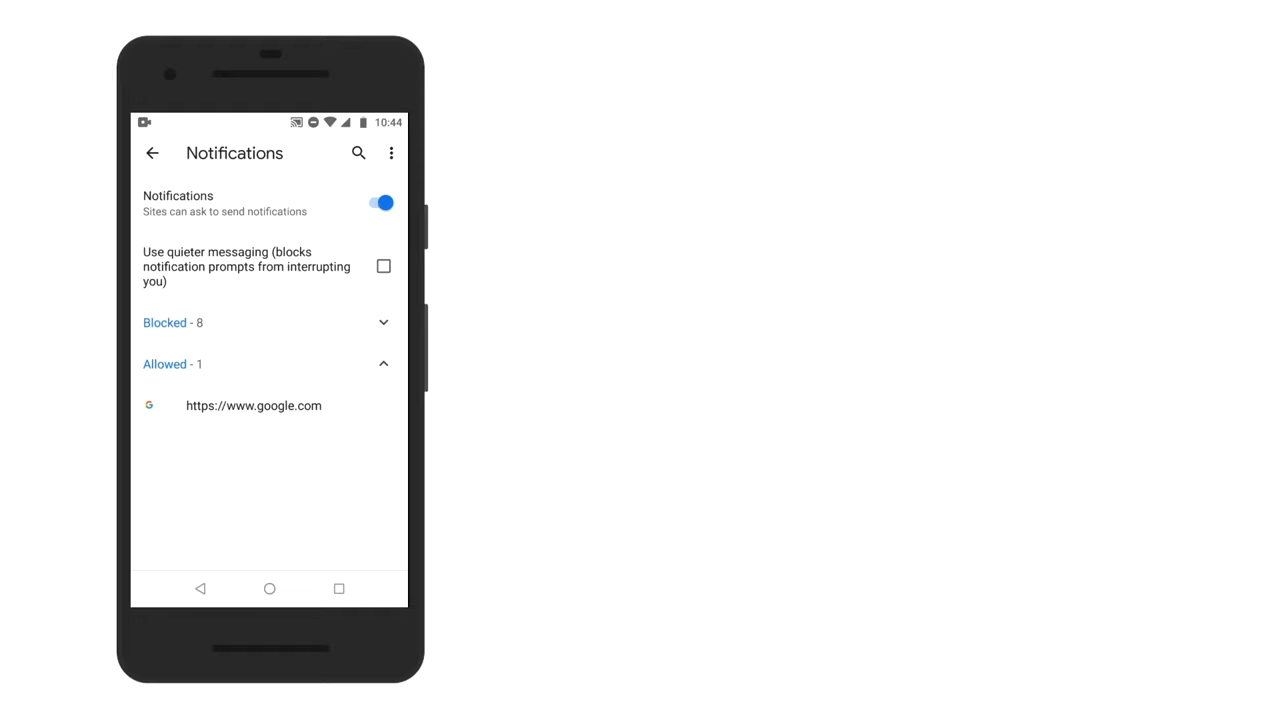 10:44
Notifications
Notifications
Sites can ask to send notifications
Use quieter messaging (blocks
notification prompts from interrupting
you)
Blocked - 8
Allowed - 1
G https://www.google.com